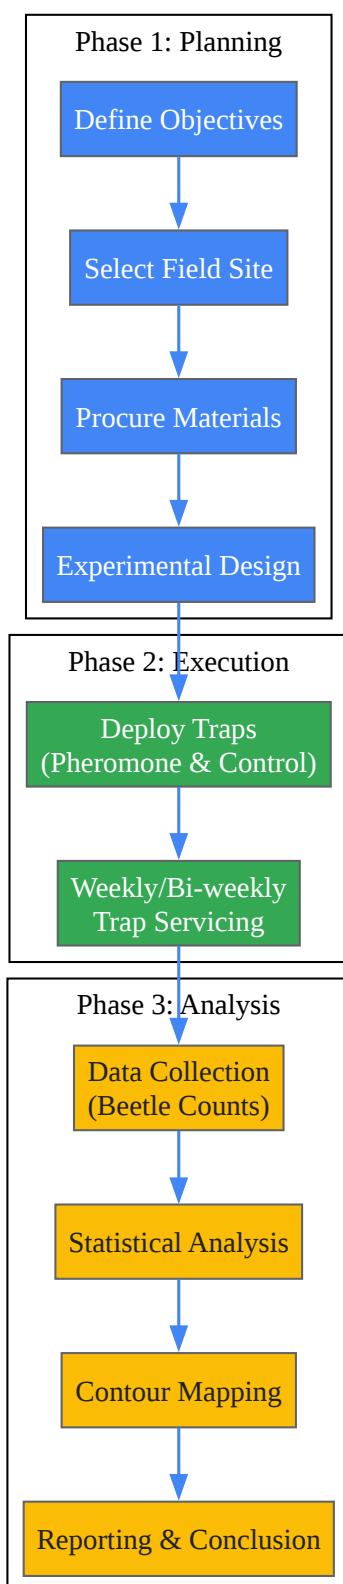 Phase 1: Planning
Define Objectives
Select Field Site
Procure Materials
Experimental Design
Phase 2: Execution
Deploy Traps
(Pheromone & Control)
Weekly/Bi-weekly
Trap Servicing
Phase 3: Analysis
Data Collection
(Beetle Counts)
Statistical Analysis
Contour Mapping
Reporting & Conclusion